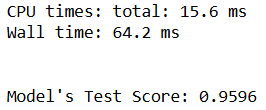 CPU times: total: 15.6 ms
Wall time: 64.2 ms
Model's Test Score: 0.9596